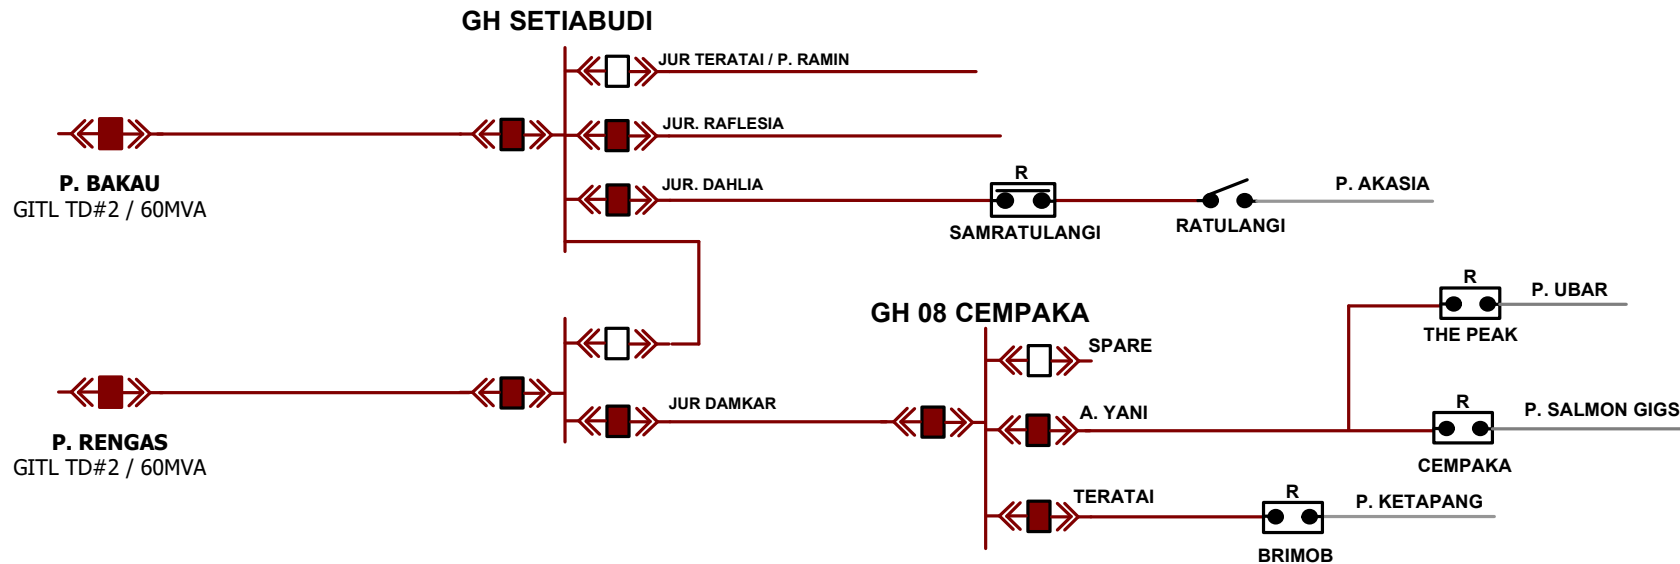 GH SETIABUDI
JUR TERATAI / P. RAMIN
JUR. RAFLESIA
P. BAKAU
GITL TD#2 / 60MVA
JUR. DAHLIA
R
SAMRATULANGI
RATULANGI
P. AKASIA
GH 08 CEMPAKA
R
P. UBAR
THE PEAK
SPARE
P. RENGAS
GITL TD#2 / 60MVA
JUR DAMKAR
A. YANI
R
P. SALMON GIGS
CEMPAKA
TERATAI
R
P. KETAPANG
BRIMOB